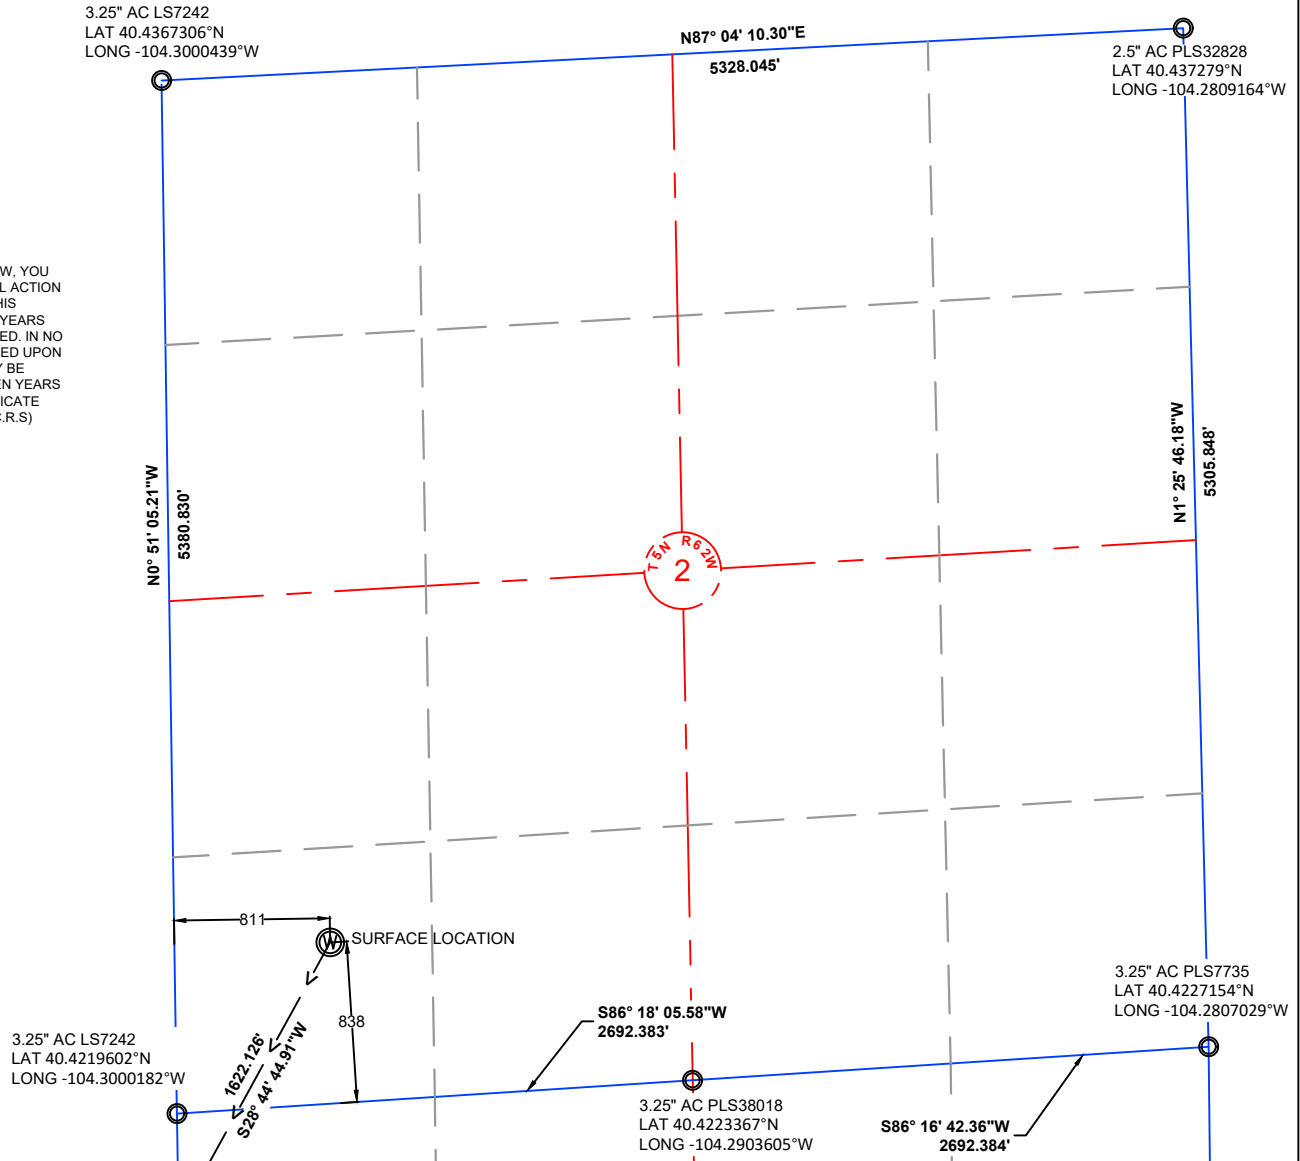 3.25" AC LS7242
LAT 40.4367306°N
LONG -104.3000439°W
N87° 04' 10.30"E
5328.045'
2.5" AC PLS32828
LAT 40.437279°N
LONG -104.2809164°W
W, YOU
L ACTION
HIS
YEARS
ED. IN NO
ED UPON
Y BE
EN YEARS
ICATE
C.R.S)
N0° 51' 05.21"W
5380.830'
N1° 25' 46.18"W
5305.848'
T5N R62W
2
811
W
SURFACE LOCATION
838
1622.126'
S28° 44' 44.91"W
S86° 18' 05.58"W
2692.383'
3.25" AC PLS7735
LAT 40.4227154°N
LONG -104.2807029°W
3.25" AC LS7242
LAT 40.4219602°N
LONG -104.3000182°W
3.25" AC PLS38018
LAT 40.4223367°N
LONG -104.2903605°W
S86° 16' 42.36"W
2692.384'